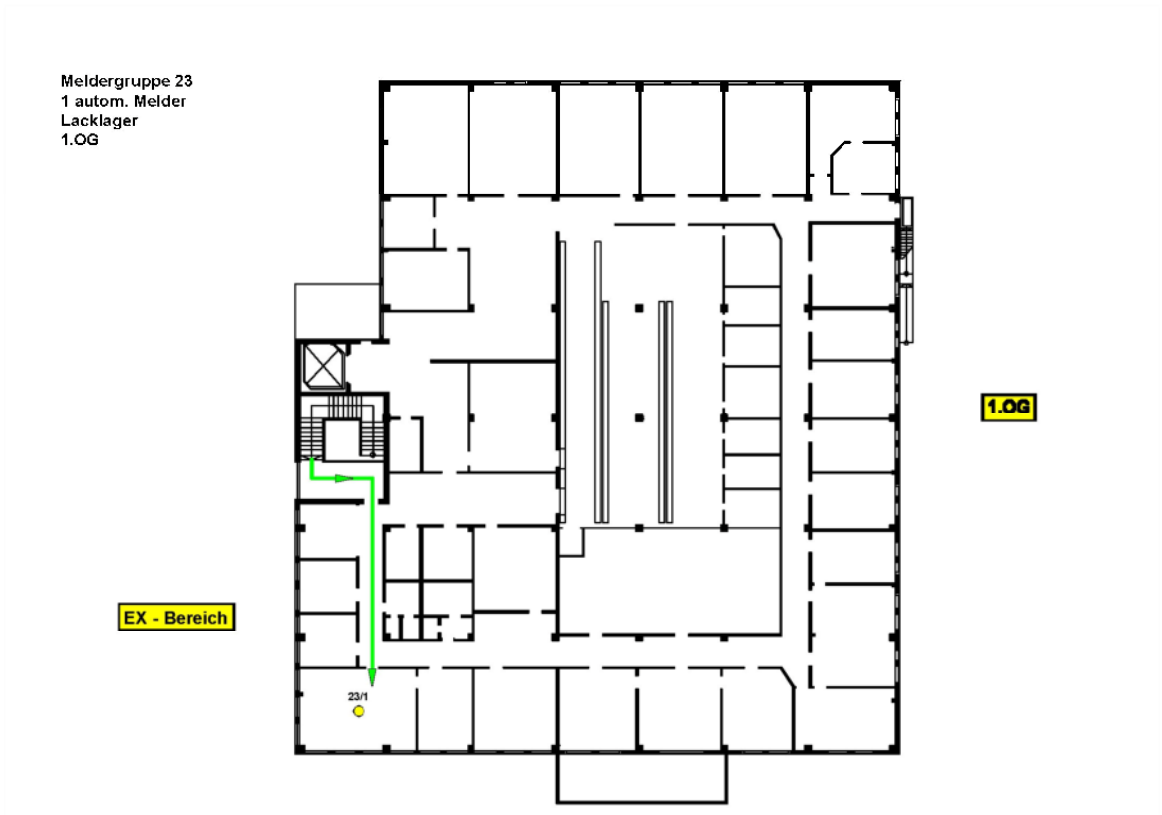 Meldergruppe 23
1 autom. Melder
Lacklager
1.OG
1.OG
EX - Bereich
23/1